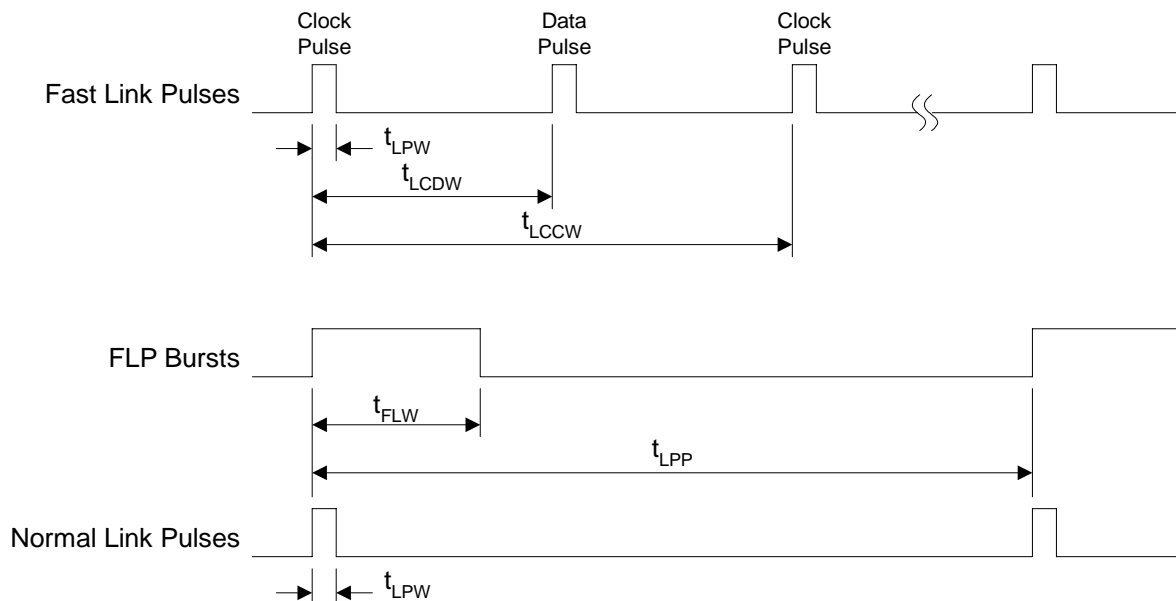 Clock
Pulse
Data
Pulse
Clock
Pulse
Fast Link Pulses
tLPW
tLCDW
tLCCW
FLP Bursts
tFLW
tLPP
Normal Link Pulses
tLPW